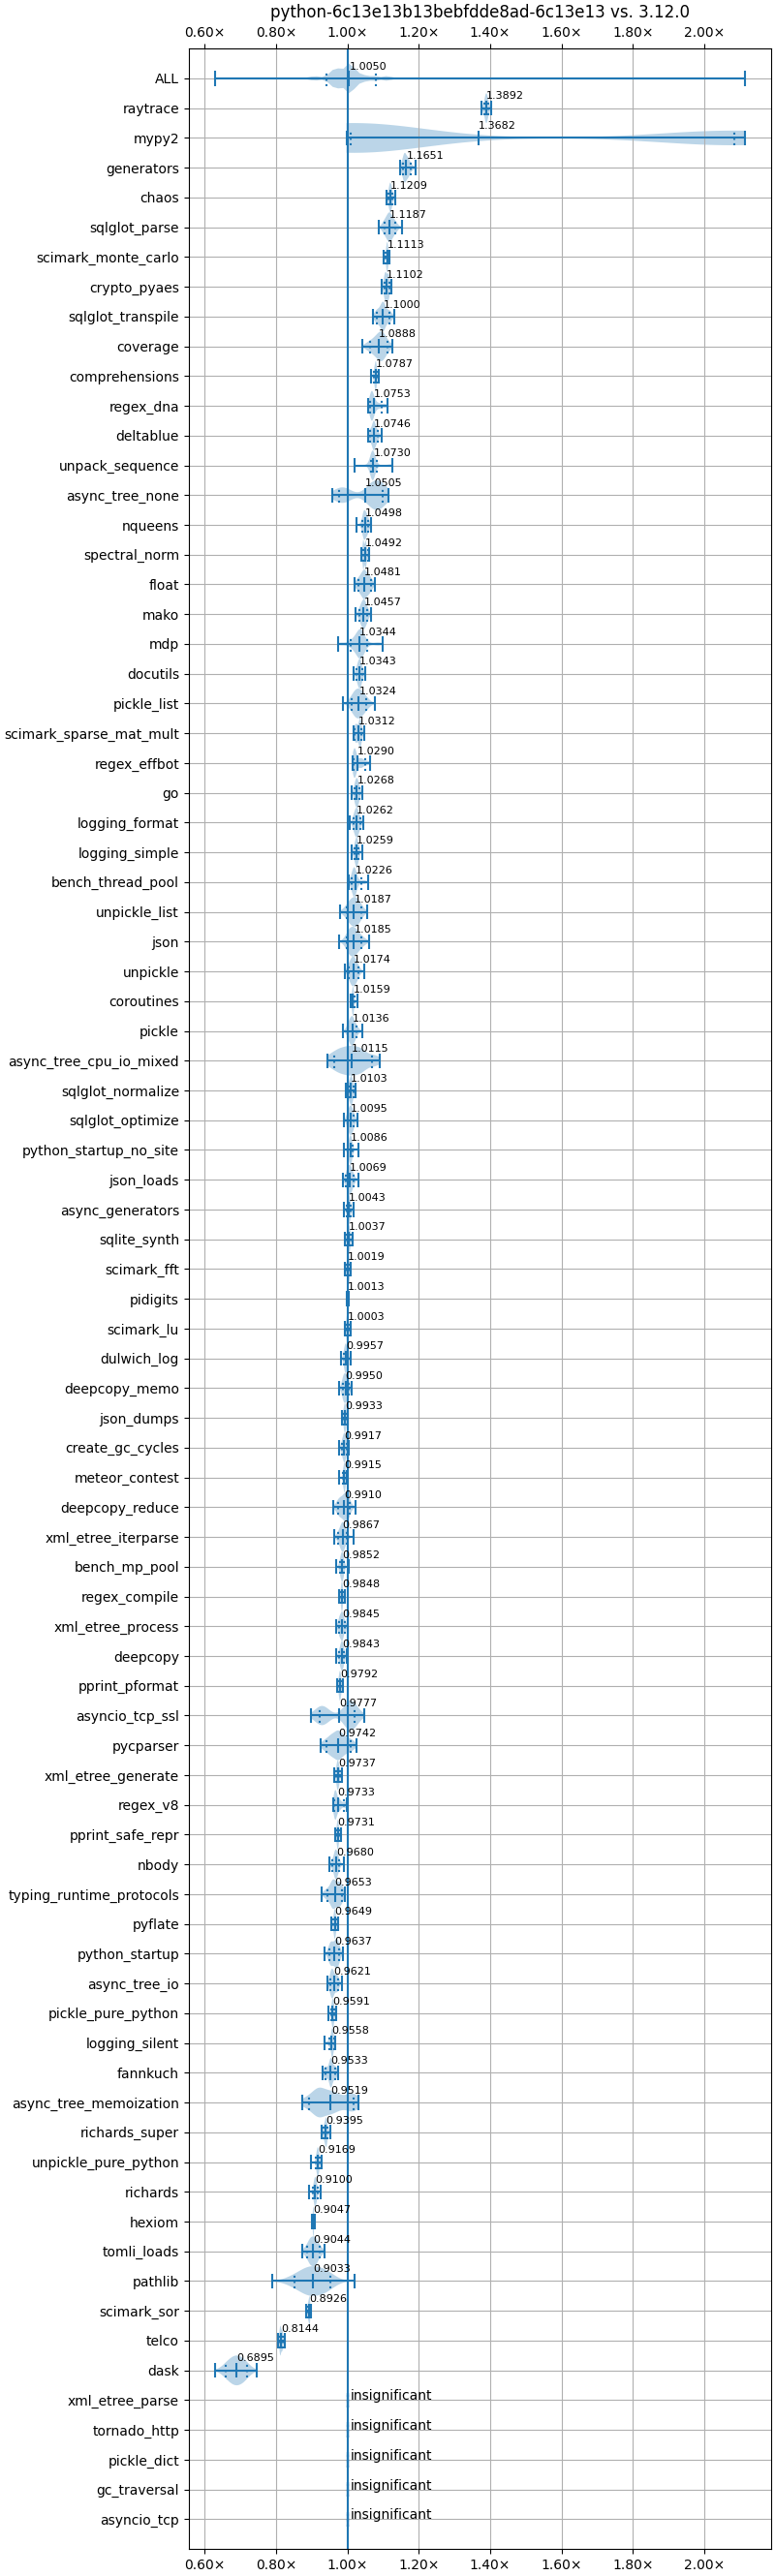 python-6c13e13b13bebfdde8ad-6c13e13 vs. 3.12.0
0.60× 0.80× 1.00× 1.20× 1.40× 1.60× 1.80× 2.00×
ALL 1.0050
raytrace 1.3892
mypy2 1.3682
generators 1.1651
chaos 1.1209
sqlglot_parse 1.1187
scimark_monte_carlo 1.1113
crypto_pyaes 1.1102
sqlglot_transpile 1.1000
coverage 1.0888
comprehensions 1.0787
regex_dna 1.0753
deltablue 1.0746
unpack_sequence 1.0730
async_tree_none 1.0505
nqueens 1.0498
spectral_norm 1.0492
float 1.0481
mako 1.0457
mdp 1.0344
docutils 1.0343
pickle_list 1.0324
scimark_sparse_mat_mult 1.0312
regex_effbot 1.0290
go 1.0268
logging_format 1.0262
logging_simple 1.0259
bench_thread_pool 1.0226
unpickle_list 1.0187
json 1.0185
unpickle 1.0174
coroutines 1.0159
pickle 1.0136
async_tree_cpu_io_mixed 1.0115
sqlglot_normalize 1.0103
sqlglot_optimize 1.0095
python_startup_no_site 1.0086
json_loads 1.0069
async_generators 1.0043
sqlite_synth 1.0037
scimark_fft 1.0019
pidigits 1.0013
scimark_lu 1.0003
dulwich_log 0.9957
deepcopy_memo 0.9950
json_dumps 0.9933
create_gc_cycles 0.9917
meteor_contest 0.9915
deepcopy_reduce 0.9910
xml_etree_iterparse 0.9867
bench_mp_pool 0.9852
regex_compile 0.9848
xml_etree_process 0.9845
deepcopy 0.9843
pprint_pformat 0.9792
asyncio_tcp_ssl 0.9777
pycparser 0.9742
xml_etree_generate 0.9737
regex_v8 0.9733
pprint_safe_repr 0.9731
nbody 0.9680
typing_runtime_protocols 0.9653
pyflate 0.9649
python_startup 0.9637
async_tree_io 0.9621
pickle_pure_python 0.9591
logging_silent 0.9558
fannkuch 0.9533
async_tree_memoization 0.9519
richards_super 0.9395
unpickle_pure_python 0.9169
richards 0.9100
hexiom 0.9047
tomli_loads 0.9044
pathlib 0.9033
scimark_sor 0.8926
telco 0.8144
dask 0.6895
xml_etree_parse insignificant
tornado_http insignificant
pickle_dict insignificant
gc_traversal insignificant
asyncio_tcp insignificant
0.60× 0.80× 1.00× 1.20× 1.40× 1.60× 1.80× 2.00×